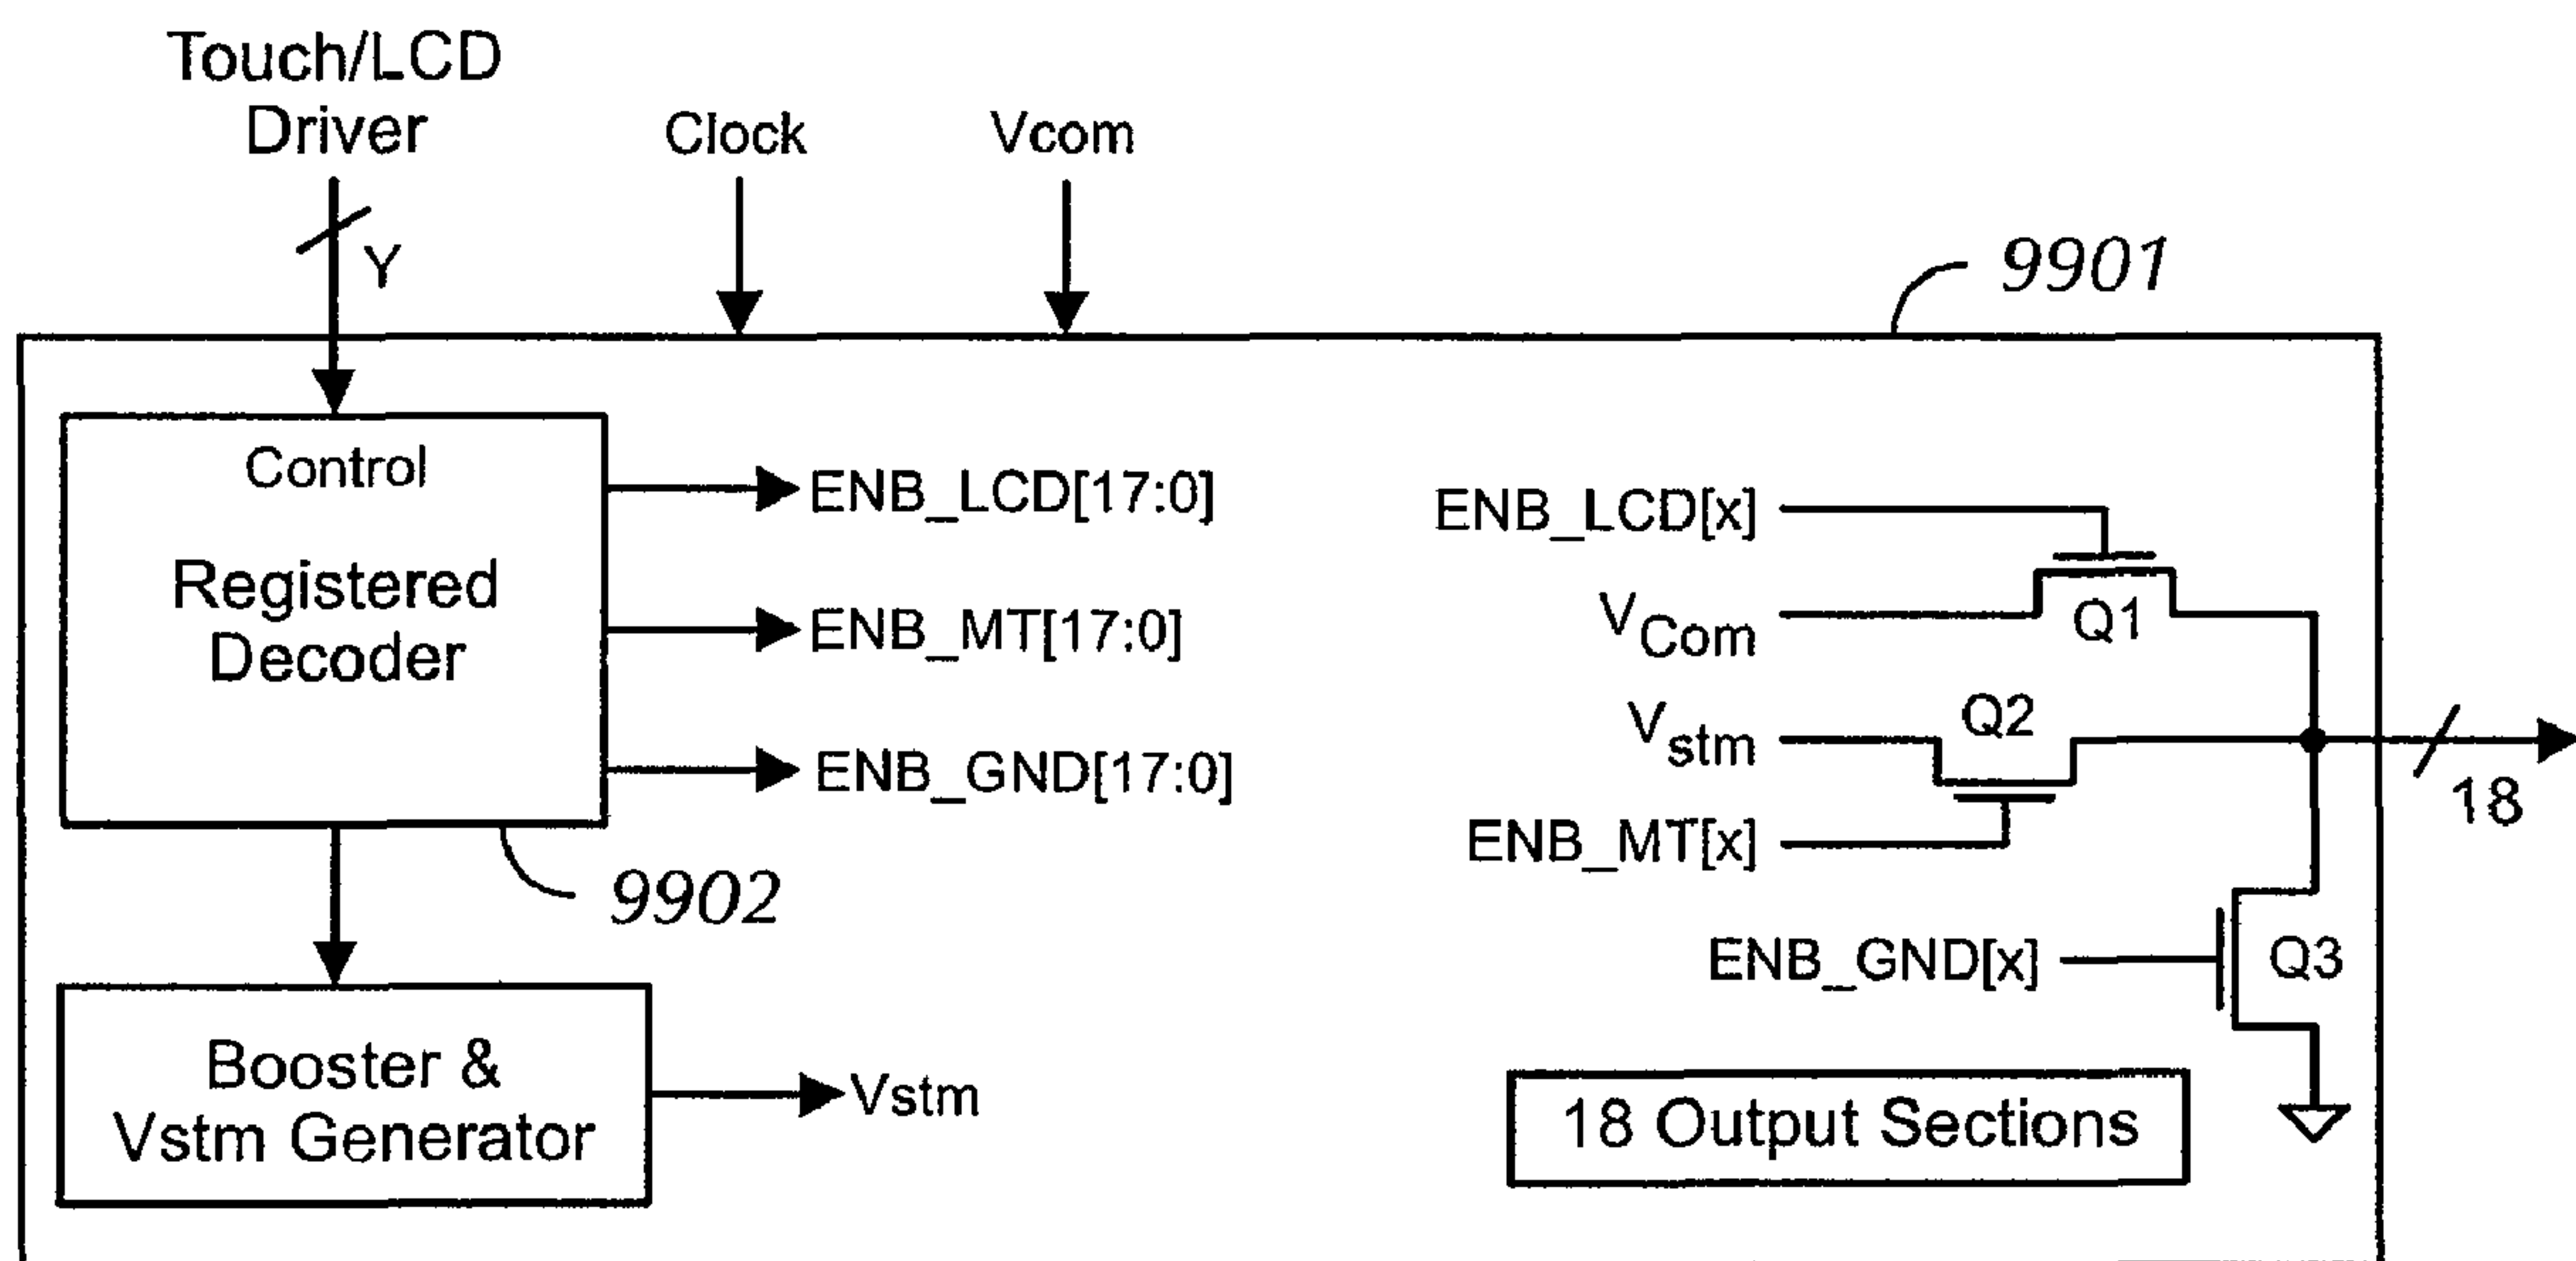 Touch/LCD
Driver
Clock
Vcom
Y
9901
Control
Registered
Decoder
ENB_LCD[17:0]
ENB_MT[17:0]
ENB_GND[17:0]
9902
Booster &
Vstm Generator
Vstm
ENB_LCD[x]
VCom
Q1
Vstm
Q2
ENB_MT[x]
18
ENB_GND[x]
Q3
18 Output Sections